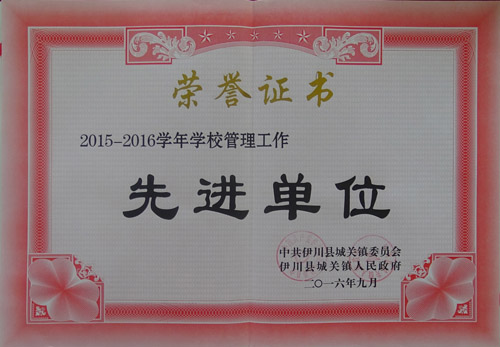 荣誉证书
2015-2016学年学校管理工作
先进单位
中共伊川县城关镇委员会
伊川县城关镇人民政府
二〇一六年九月